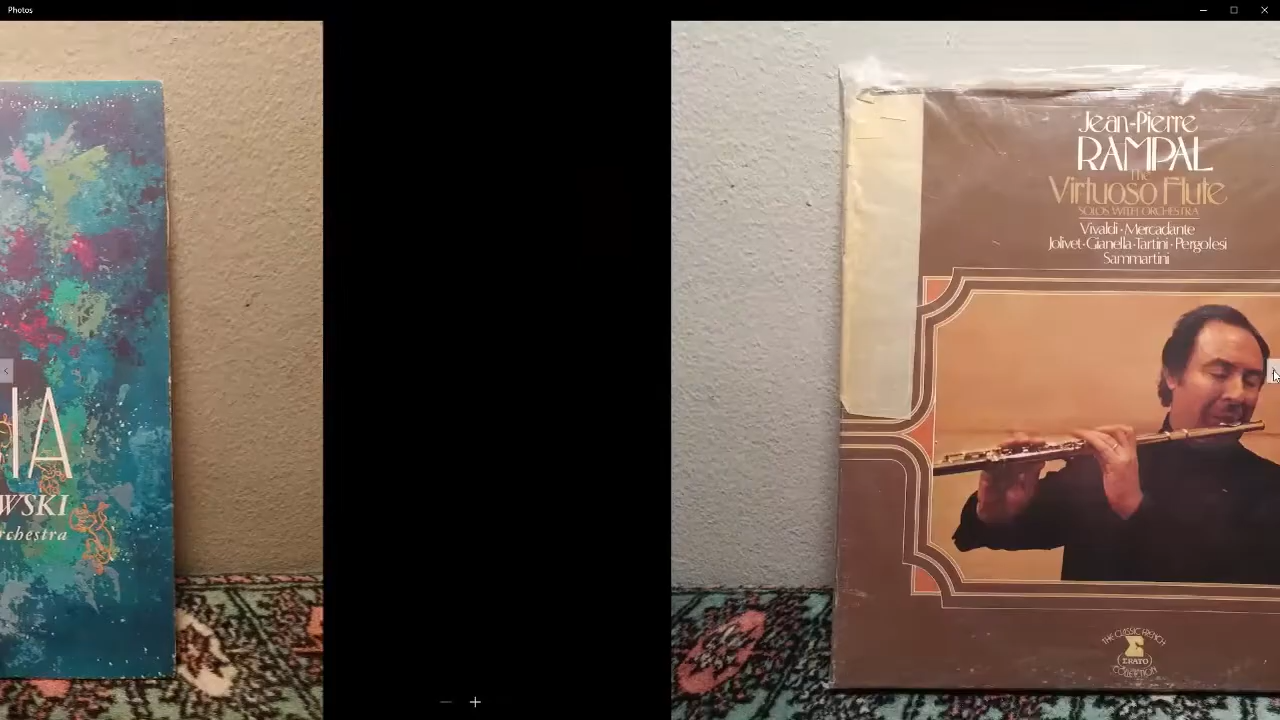 Photos
IA
WSKI
rchestra
Jean-Pierre
RAMPAL
The
Virtuoso Flute
SOLOS WITH ORCHESTRA
Vivaldi·Mercadante
Jolivet·Gianella·Tartini·Pergolesi
Sammartini
THE CLASSIC FRENCH
ERATO
COLLECTION